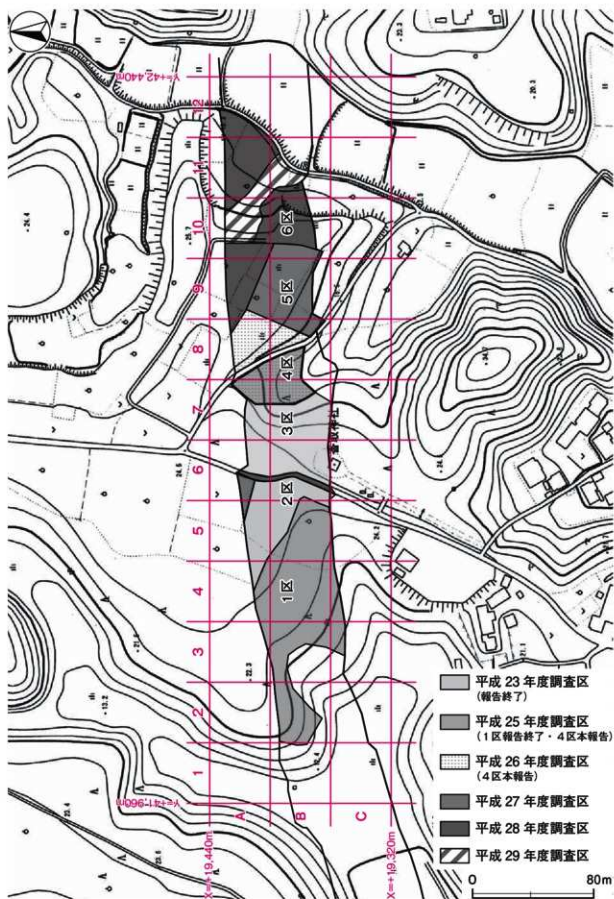 Y=+42,440m
12
11
10
9
8
7
6
5
4
3
2
1
Y=+41,960m
A
B
C
X=+19,440m
X=+19,320m
6区
5区
4区
3区
2区
1区
香取神社
平成 23 年度調査区
(報告終了)
平成 25 年度調査区
(1区報告終了・4区本報告)
平成 26 年度調査区
(4区本報告)
平成 27 年度調査区
平成 28 年度調査区
平成 29 年度調査区
0
80m